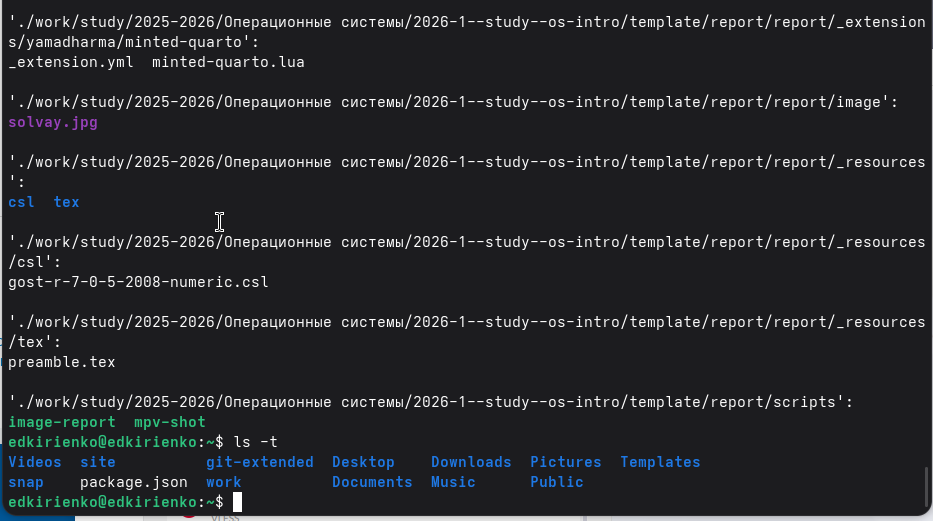 './work/study/2025-2026/Операционные системы/2026-1--study--os-intro/template/report/report/_extension
s/yamadharma/minted-quarto':
_extension.yml  minted-quarto.lua
'./work/study/2025-2026/Операционные системы/2026-1--study--os-intro/template/report/report/image':
solvay.jpg
'./work/study/2025-2026/Операционные системы/2026-1--study--os-intro/template/report/report/_resources
':
csl  tex
'./work/study/2025-2026/Операционные системы/2026-1--study--os-intro/template/report/report/_resources
/csl':
gost-r-7-0-5-2008-numeric.csl
'./work/study/2025-2026/Операционные системы/2026-1--study--os-intro/template/report/report/_resources
/tex':
preamble.tex
'./work/study/2025-2026/Операционные системы/2026-1--study--os-intro/template/report/scripts':
image-report  mpv-shot
edkirienko@edkirienko:~$ ls -t
Videos  site          git-extended  Desktop    Downloads  Pictures  Templates
snap    package.json  work          Documents  Music      Public
edkirienko@edkirienko:~$